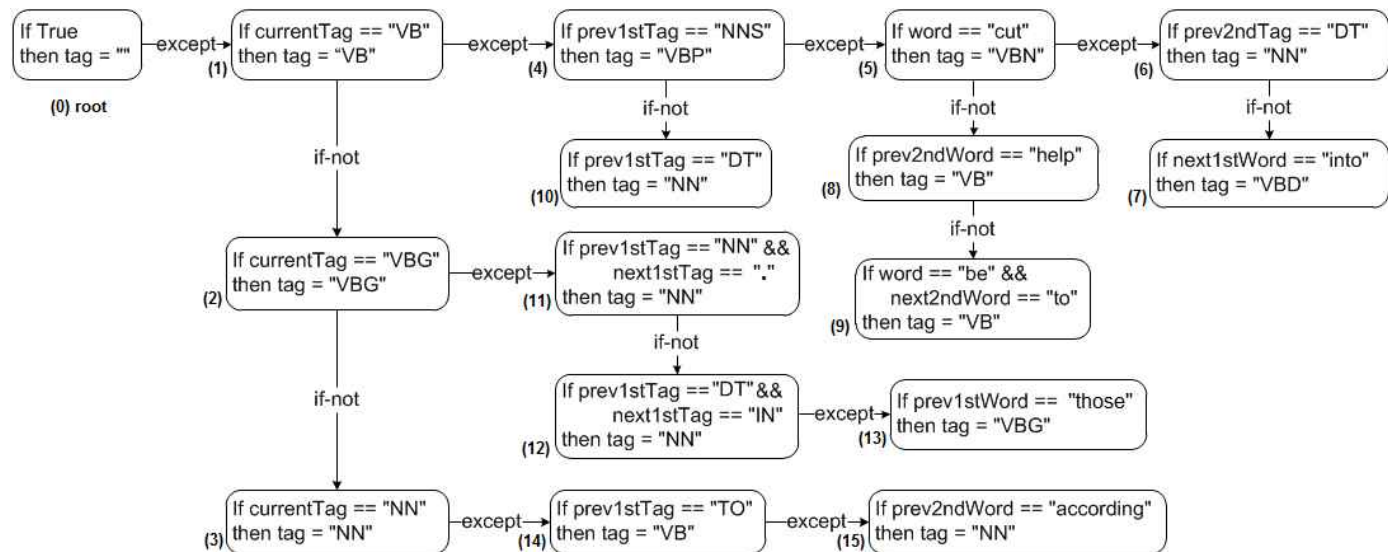 If True
then tag = ""
(0) root
except
If currentTag == "VB"
then tag = "VB"
(1)
except
If prev1stTag == "NNS"
then tag = "VBP"
(4)
except
If word == "cut"
then tag = "VBN"
(5)
except
If prev2ndTag == "DT"
then tag = "NN"
(6)
if-not
if-not
if-not
if-not
If prev1stTag == "DT"
then tag = "NN"
(10)
If prev2ndWord == "help"
then tag = "VB"
(8)
If next1stWord == "into"
then tag = "VBD"
(7)
if-not
If currentTag == "VBG"
then tag = "VBG"
(2)
except
If prev1stTag == "NN" &&
next1stTag == "."
then tag = "NN"
(11)
If word == "be" &&
next2ndWord == "to"
then tag = "VB"
(9)
if-not
if-not
If prev1stTag == "DT" &&
next1stTag == "IN"
then tag = "NN"
(12)
except
If prev1stWord == "those"
then tag = "VBG"
(13)
If currentTag == "NN"
then tag = "NN"
(3)
except
If prev1stTag == "TO"
then tag = "VB"
(14)
except
If prev2ndWord == "according"
then tag = "NN"
(15)